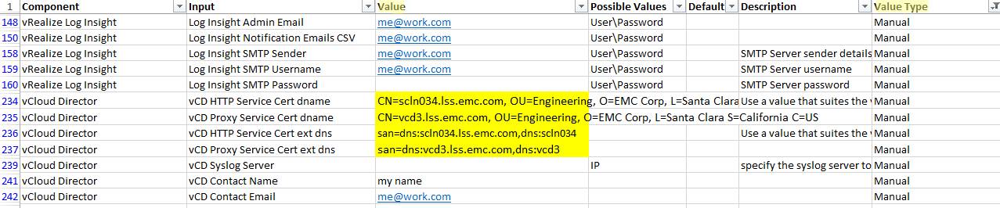 1 Component Input Value Possible Values Default Description Value Type
148 vRealize Log Insight Log Insight Admin Email me@work.com User\Password Manual
150 vRealize Log Insight Log Insight Notification Emails CSV me@work.com User\Password Manual
158 vRealize Log Insight Log Insight SMTP Sender me@work.com User\Password SMTP Server sender details Manual
159 vRealize Log Insight Log Insight SMTP Username me@work.com User\Password SMTP Server username Manual
160 vRealize Log Insight Log Insight SMTP Password User\Password SMTP Server password Manual
234 vCloud Director vCD HTTP Service Cert dname CN=scln034.lss.emc.com, OU=Engineering, O=EMC Corp, L=Santa Clara Use a value that suites the Manual
235 vCloud Director vCD Proxy Service Cert dname CN=vcd3.lss.emc.com, OU=Engineering, O=EMC Corp, L=Santa Clara S=California C=US Manual
236 vCloud Director vCD HTTP Service Cert ext dns san=dns:scln034.lss.emc.com,dns:scln034 Use a value that suites the Manual
237 vCloud Director vCD Proxy Service Cert ext dns san=dns:vcd3.lss.emc.com,dns:vcd3 Manual
239 vCloud Director vCD Syslog Server IP specify the syslog server to Manual
241 vCloud Director vCD Contact Name my name Manual
242 vCloud Director vCD Contact Email me@work.com Manual